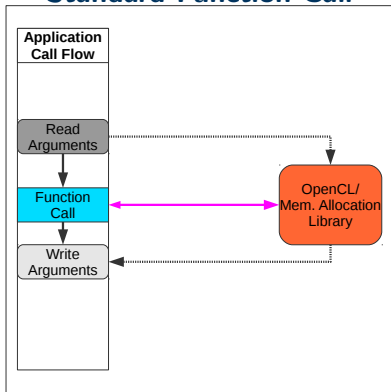 Standard Function Call
Application
Call Flow
Read
Arguments
Function
Call
Write
Arguments
OpenCL/
Mem. Allocation
Library